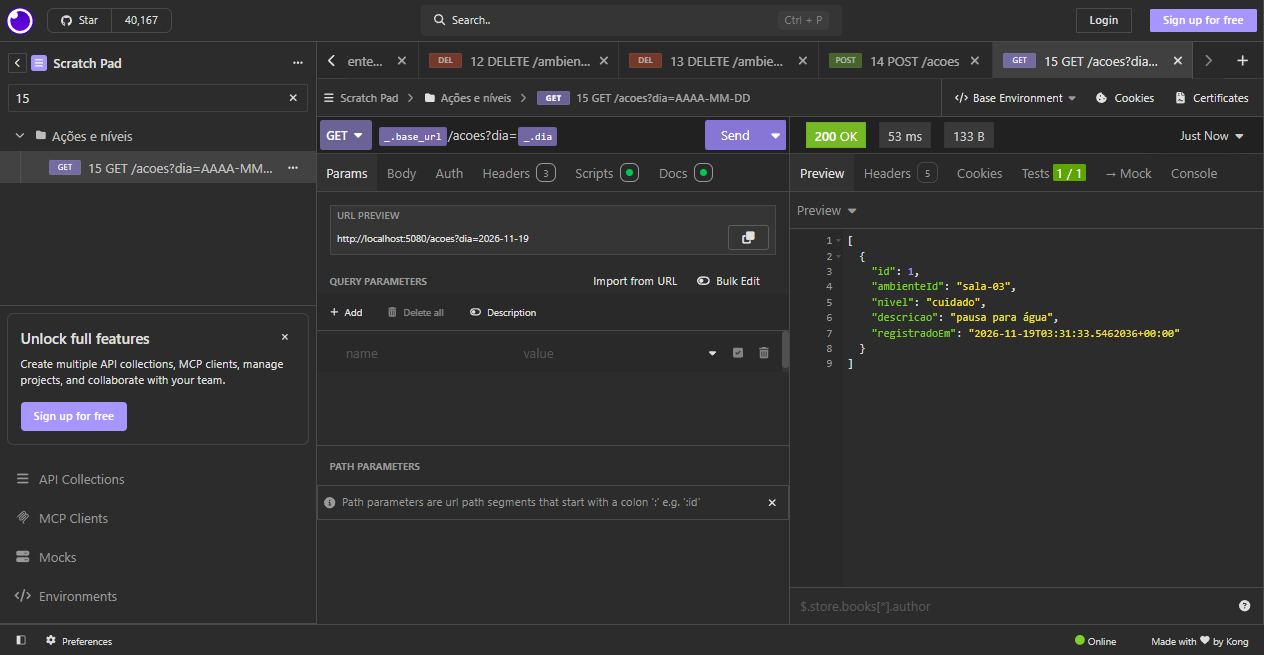 Star 40,167
Search..
Ctrl + P
Login
Sign up for free
Scratch Pad
15
Ações e níveis
GET 15 GET /acoes?dia=AAAA-MM...
Unlock full features
Create multiple API collections, MCP clients, manage
projects, and collaborate with your team.
Sign up for free
API Collections
MCP Clients
Mocks
Environments
ente...
DEL 12 DELETE /ambien...
DEL 13 DELETE /ambie...
POST 14 POST /acoes
GET 15 GET /acoes?dia...
Scratch Pad
Ações e níveis
GET 15 GET /acoes?dia=AAAA-MM-DD
Base Environment
Cookies
Certificates
GET _.base_url/acoes?dia=_.dia
Send
Params Body Auth Headers 3 Scripts Docs
URL PREVIEW
http://localhost:5080/acoes?dia=2026-11-19
QUERY PARAMETERS
Import from URL
Bulk Edit
Add
Delete all
Description
name value
PATH PARAMETERS
Path parameters are url path segments that start with a colon ':' e.g. ':id'
200 OK 53 ms 133 B
Just Now
Preview Headers 5 Cookies Tests 1 / 1 → Mock Console
Preview
1 [
2 {
3 "id": 1,
4 "ambienteId": "sala-03",
5 "nivel": "cuidado",
6 "descricao": "pausa para água",
7 "registradoEm": "2026-11-19T03:31:33.5462036+00:00"
8 }
9 ]
$.store.books[*].author
Preferences
Online
Made with ♥ by Kong